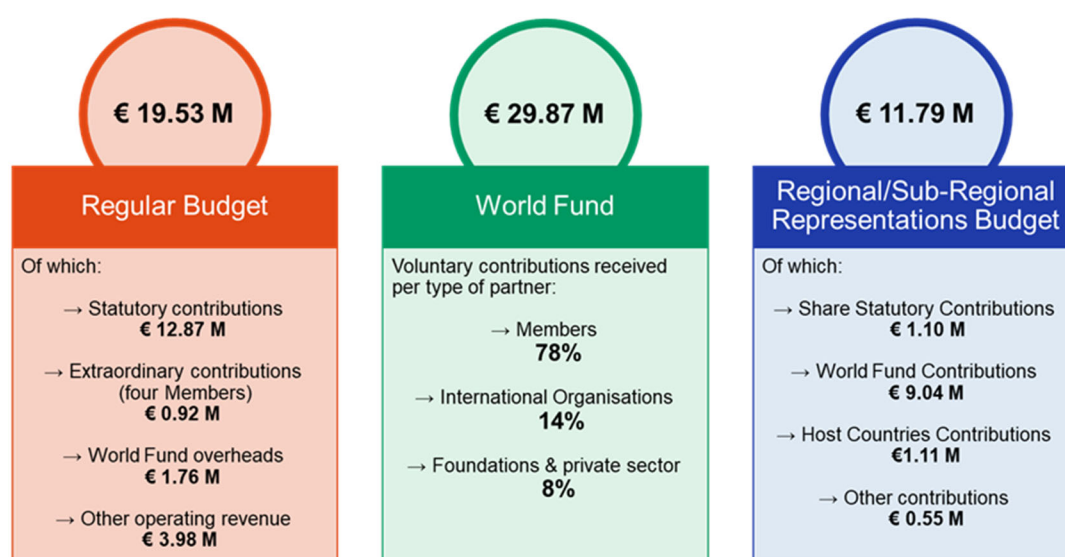 € 19.53 M
Regular Budget
Of which:
→ Statutory contributions
€ 12.87 M
→ Extraordinary contributions
(four Members)
€ 0.92 M
→ World Fund overheads
€ 1.76 M
→ Other operating revenue
€ 3.98 M
€ 29.87 M
World Fund
Voluntary contributions received
per type of partner:
→ Members
78%
→ International Organisations
14%
→ Foundations & private sector
8%
€ 11.79 M
Regional/Sub-Regional
Representations Budget
Of which:
→ Share Statutory Contributions
€ 1.10 M
→ World Fund Contributions
€ 9.04 M
→ Host Countries Contributions
€1.11 M
→ Other contributions
€ 0.55 M